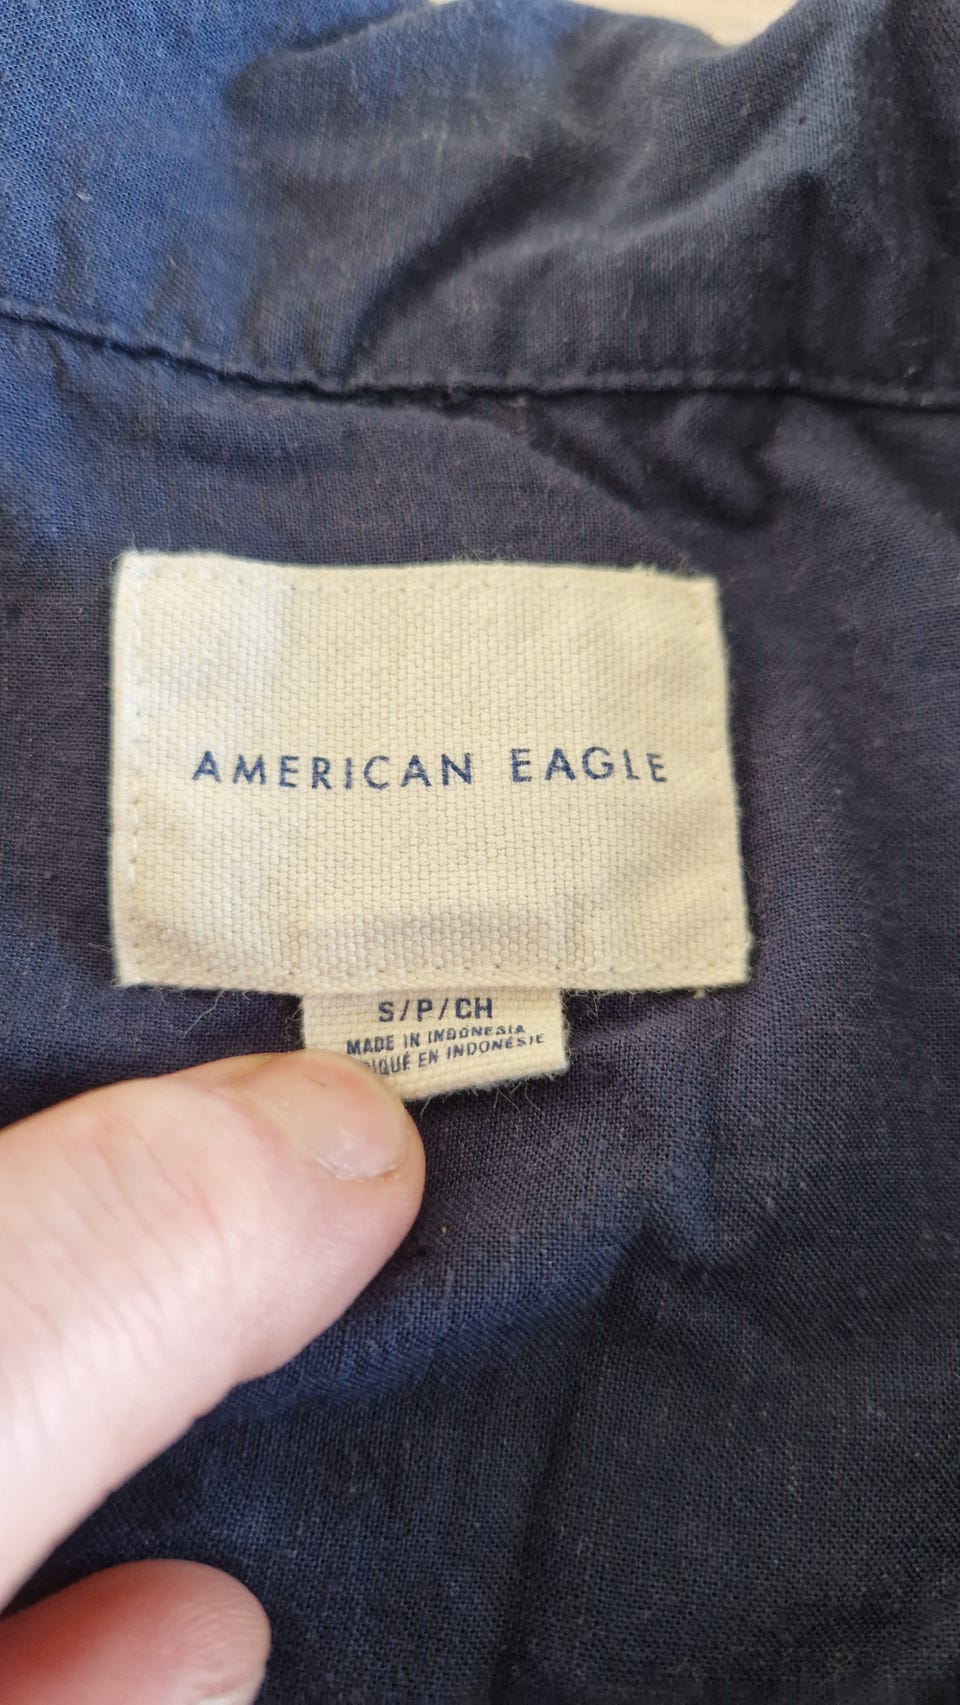 AMERICAN EAGLE
S/P/CH
MADE IN INDONESIA
EN INDONÉSIE